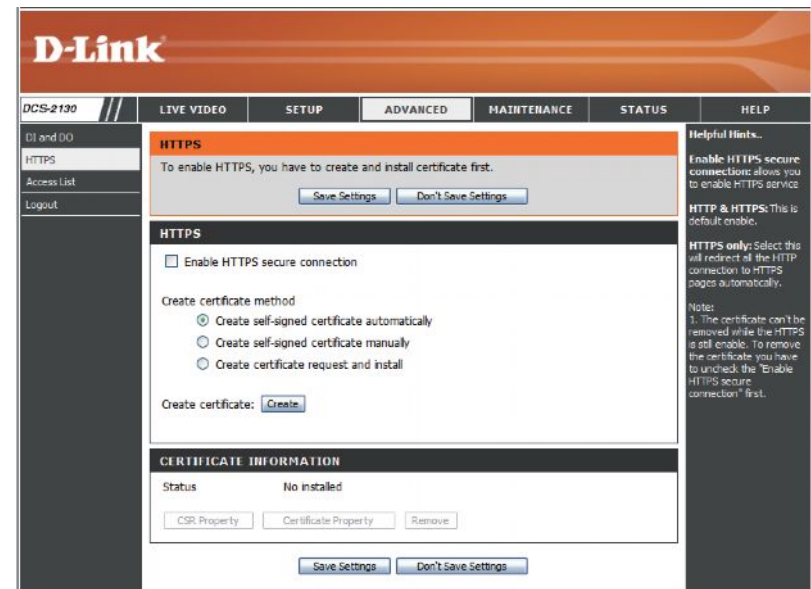 D-Link
DCS-2130
LIVE VIDEO
SETUP
ADVANCED
MAINTENANCE
STATUS
HELP
DI and DO
HTTPS
Access List
Logout
HTTPS
To enable HTTPS, you have to create and install certificate first.
Save Settings
Don't Save Settings
HTTPS
Enable HTTPS secure connection
Create certificate method
Create self-signed certificate automatically
Create self-signed certificate manually
Create certificate request and install
Create certificate: Create
CERTIFICATE INFORMATION
Status No installed
CSR Property
Certificate Property
Remove
Save Settings
Don't Save Settings
Helpful Hints..
Enable HTTPS secure
connection: allows you
to enable HTTPS service
HTTP & HTTPS: This is
default enable.
HTTPS only: Select this
will redirect all the HTTP
connection to HTTPS
pages automatically.
Note:
1. The certificate can't be
removed while the HTTPS
is still enable. To remove
the certificate you have
to uncheck the "Enable
HTTPS secure
connection" first.